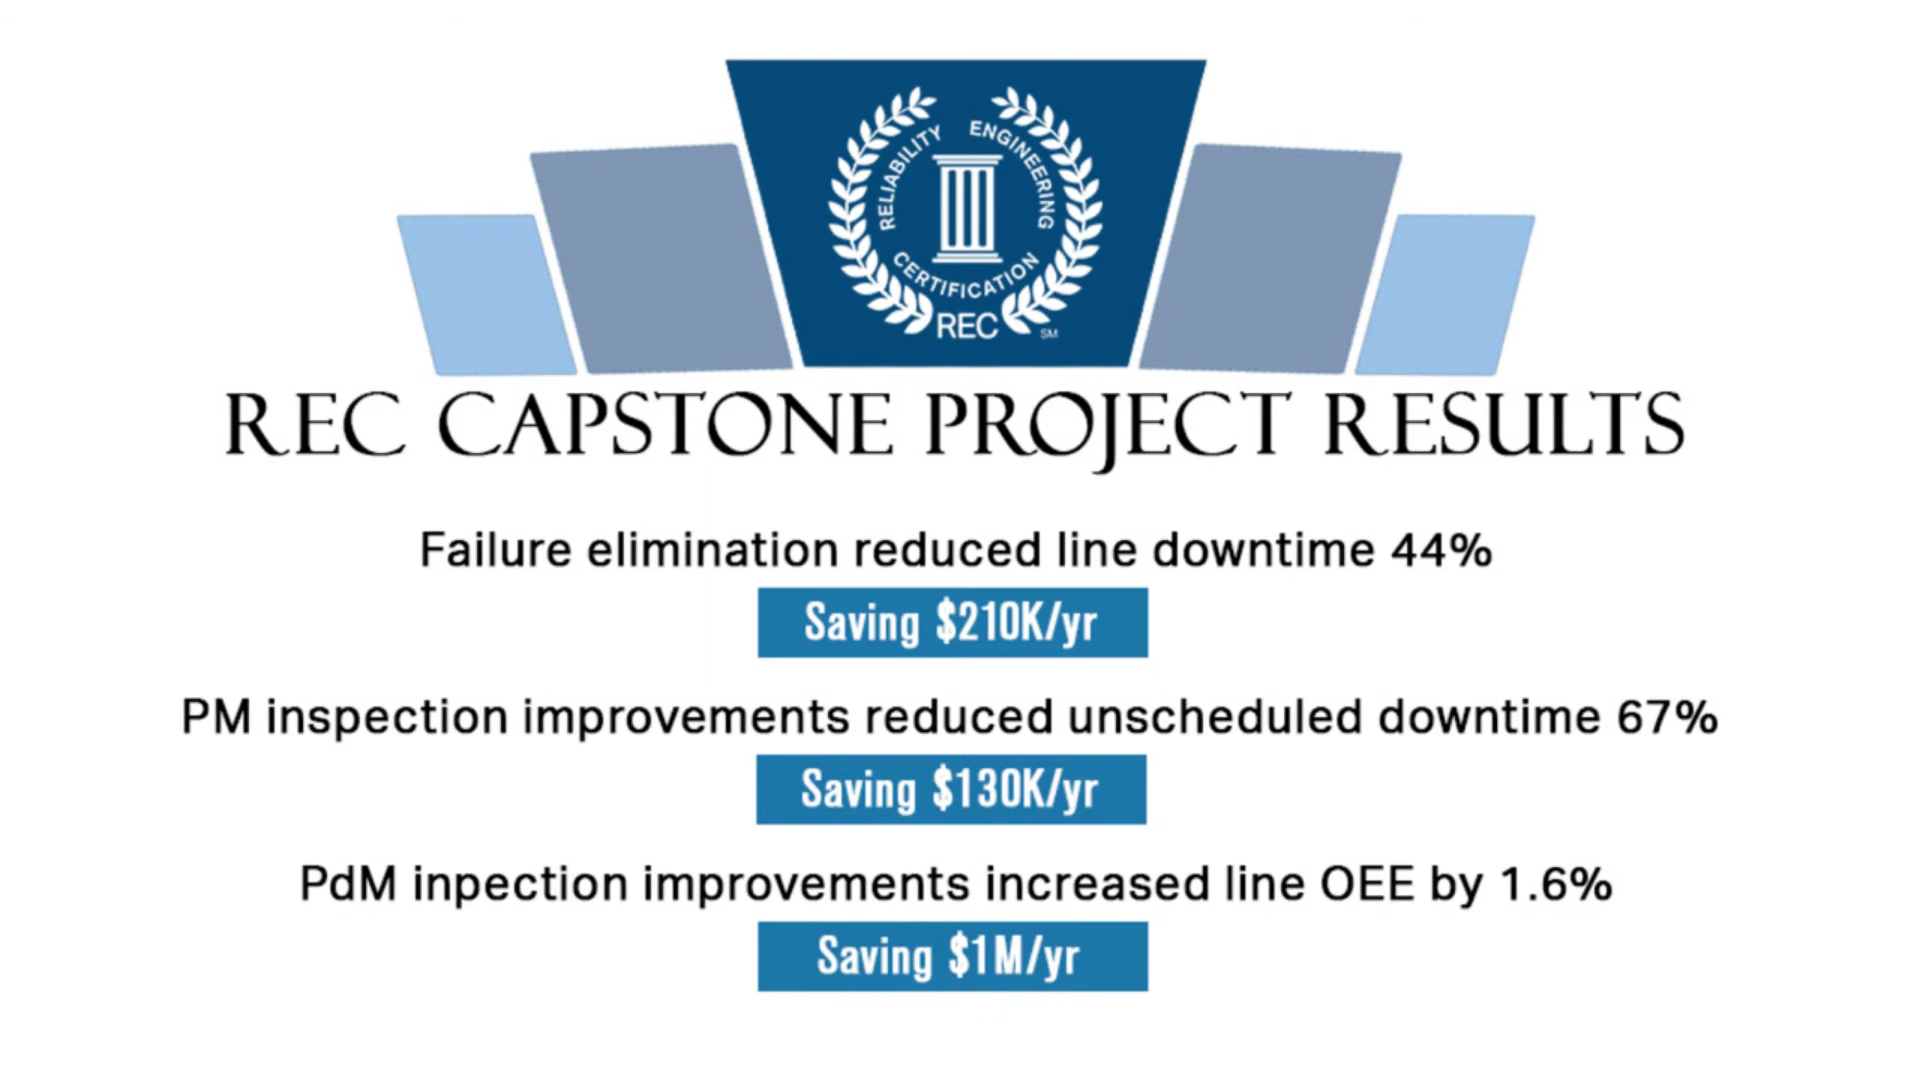 RELIABILITY ENGINEERING
CERTIFICATION
REC SM
REC CAPSTONE PROJECT RESULTS
Failure elimination reduced line downtime 44%
Saving $210K/yr
PM inspection improvements reduced unscheduled downtime 67%
Saving $130K/yr
PdM inpection improvements increased line OEE by 1.6%
Saving $1M/yr